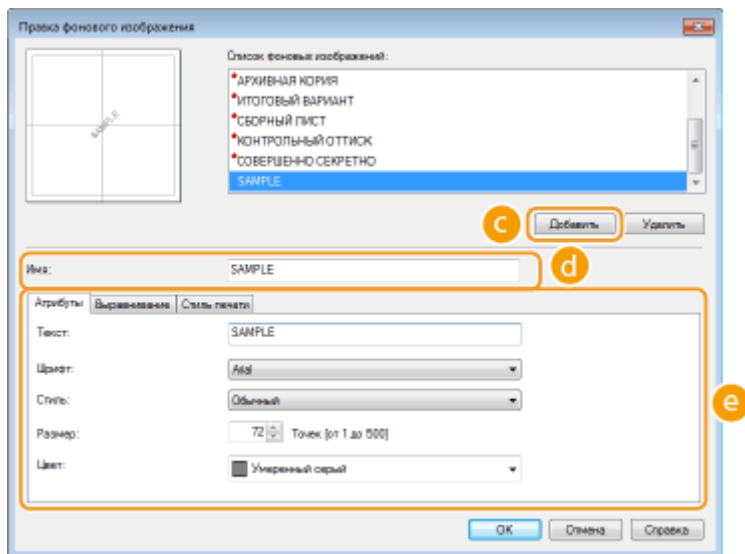 Правка фонового изображения
Список фоновых изображений:
SAMPLE
*АРХИВНАЯ КОРИЯ
*ИТОГОВЫЙ ВАРИАНТ
*СБОРНЫЙ ЛИСТ
*КОНТРОЛЬНЫЙ ОТТИСК
*СОВЕРШЕННО СЕКРЕТНО
SAMPLE
c Добавить Удалить
d
Имя: SAMPLE
Атрибуты Выравнивание Стиль печати
Текст: SAMPLE
Шрифт: Arial
Стиль: Обычный
e
Размер: 72 Точек [от 1 до 500]
Цвет: Умеренный серый
OK Отмена Справка